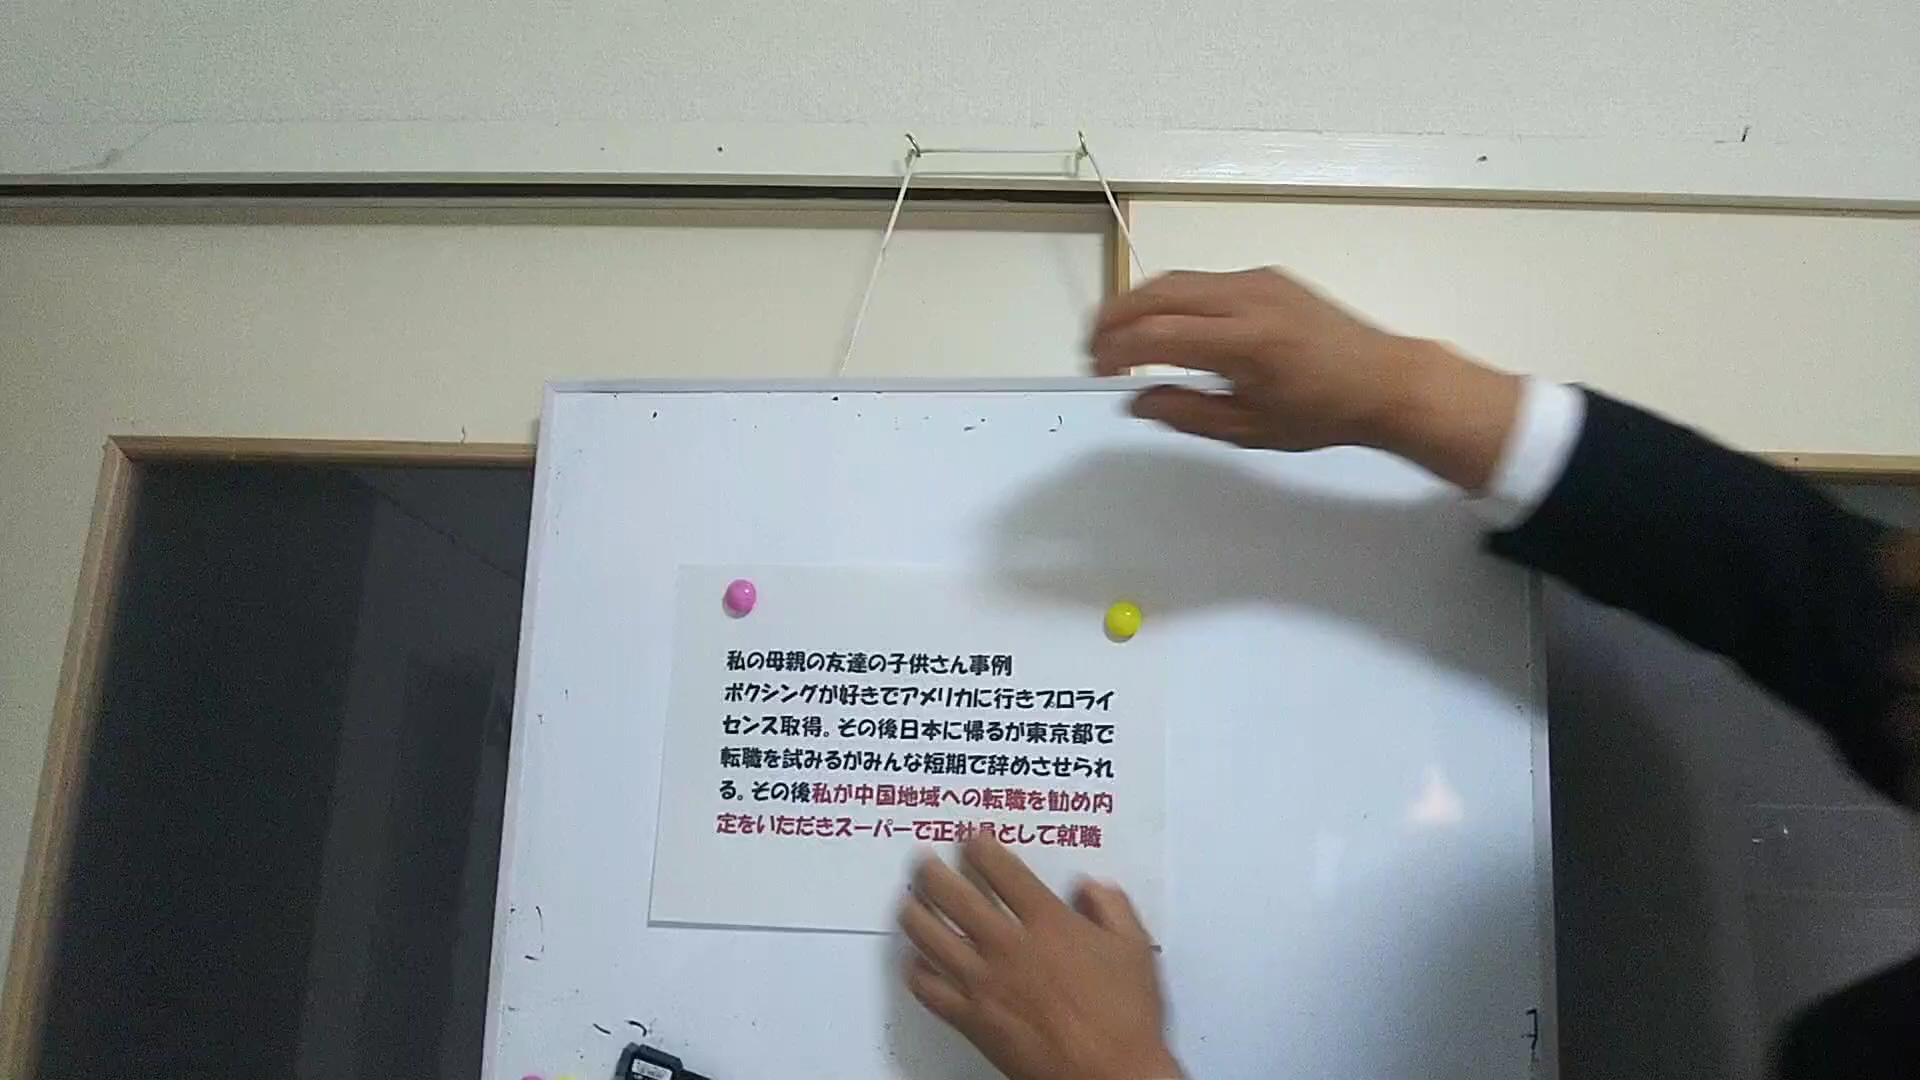 私の母親の友達の子供さん事例
ボクシングが好きでアメリカに行きプロライ
センス取得。その後日本に帰るが東京都で
転職を試みるがみんな短期で辞めさせられ
る。その後私が中国地域への転職を勧め内
定をいただきスーパーで正社員として就職